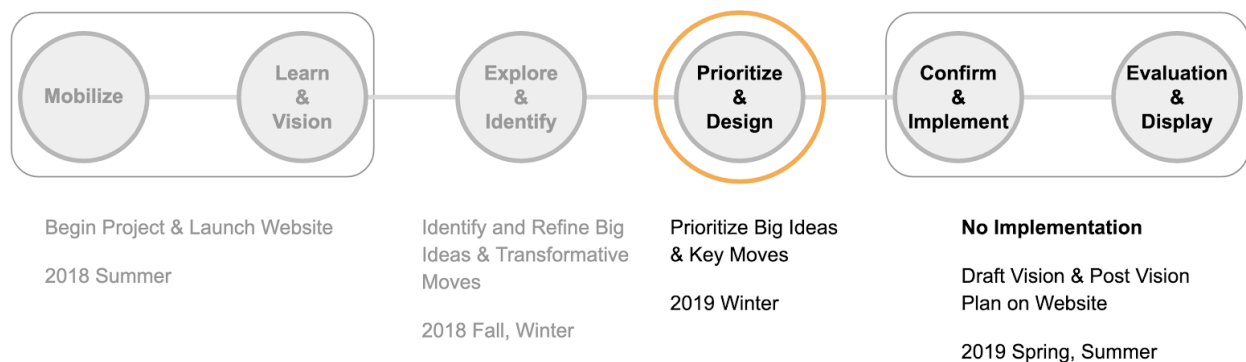 Mobilize
Learn
&
Vision
Explore
&
Identify
Prioritize
&
Design
Confirm
&
Implement
Evaluation
&
Display
Begin Project & Launch Website
2018 Summer
Identify and Refine Big
Ideas & Transformative
Moves
2018 Fall, Winter
Prioritize Big Ideas
& Key Moves
2019 Winter
No Implementation
Draft Vision & Post Vision
Plan on Website
2019 Spring, Summer